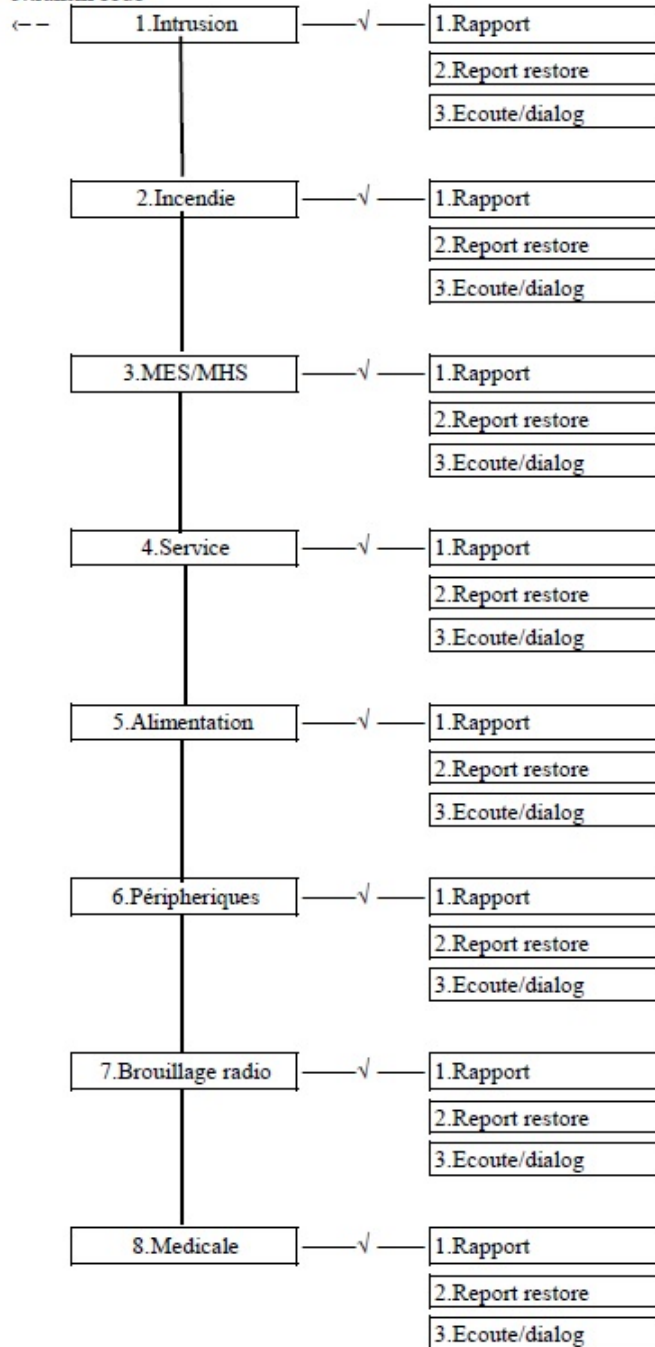 1.Intrusion √ 1.Rapport
2.Report restore
3.Ecoute/dialog
2.Incendie √ 1.Rapport
2.Report restore
3.Ecoute/dialog
3.MES/MHS √ 1.Rapport
2.Report restore
3.Ecoute/dialog
4.Service √ 1.Rapport
2.Report restore
3.Ecoute/dialog
5.Alimentation √ 1.Rapport
2.Report restore
3.Ecoute/dialog
6.Péripheriques √ 1.Rapport
2.Report restore
3.Ecoute/dialog
7.Brouillage radio √ 1.Rapport
2.Report restore
3.Ecoute/dialog
8.Medicale √ 1.Rapport
2.Report restore
3.Ecoute/dialog